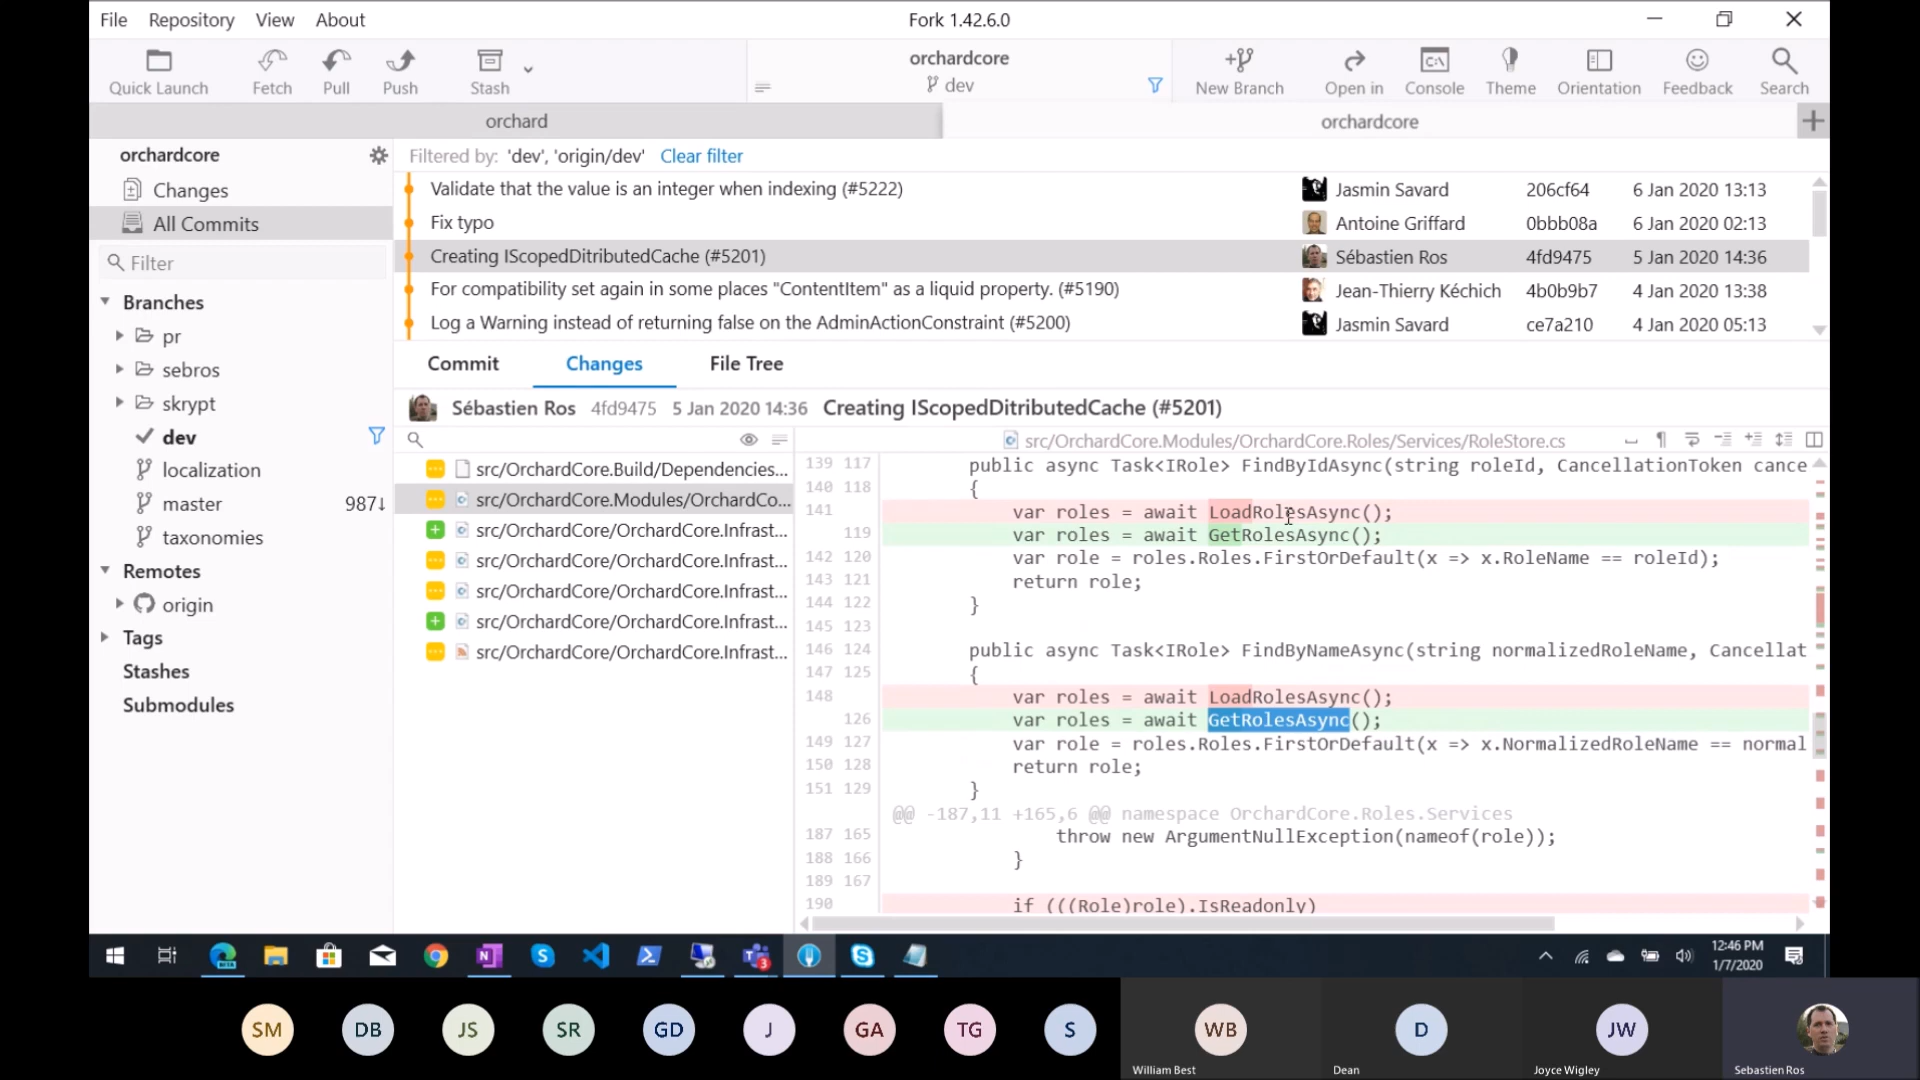 File Repository View About
Fork 1.42.6.0
Quick Launch Fetch Pull Push Stash
orchardcore
dev
New Branch Open in Console Theme Orientation Feedback Search
orchard
orchardcore
orchardcore
Changes
All Commits
Filter
Branches
pr
sebros
skrypt
dev
localization
master 987↓
taxonomies
Remotes
origin
Tags
Stashes
Submodules
Filtered by: 'dev', 'origin/dev' Clear filter
Validate that the value is an integer when indexing (#5222) Jasmin Savard 206cf64 6 Jan 2020 13:13
Fix typo Antoine Griffard 0bbb08a 6 Jan 2020 02:13
Creating IScopedDitributedCache (#5201) Sébastien Ros 4fd9475 5 Jan 2020 14:36
For compatibility set again in some places "ContentItem" as a liquid property. (#5190) Jean-Thierry Kéchich 4b0b9b7 4 Jan 2020 13:38
Log a Warning instead of returning false on the AdminActionConstraint (#5200) Jasmin Savard ce7a210 4 Jan 2020 05:13
Commit Changes File Tree
Sébastien Ros 4fd9475 5 Jan 2020 14:36 Creating IScopedDitributedCache (#5201)
src/OrchardCore.Build/Dependencies...
src/OrchardCore.Modules/OrchardCo...
src/OrchardCore/OrchardCore.Infrast...
src/OrchardCore/OrchardCore.Infrast...
src/OrchardCore/OrchardCore.Infrast...
src/OrchardCore/OrchardCore.Infrast...
src/OrchardCore/OrchardCore.Infrast...
src/OrchardCore.Modules/OrchardCore.Roles/Services/RoleStore.cs
139 117 public async Task<IRole> FindByIdAsync(string roleId, CancellationToken cance
140 118 {
141 var roles = await LoadRolesAsync();
119 var roles = await GetRolesAsync();
142 120 var role = roles.Roles.FirstOrDefault(x => x.RoleName == roleId);
143 121 return role;
144 122 }
145 123
146 124 public async Task<IRole> FindByNameAsync(string normalizedRoleName, Cancellat
147 125 {
148 var roles = await LoadRolesAsync();
126 var roles = await GetRolesAsync();
149 127 var role = roles.Roles.FirstOrDefault(x => x.NormalizedRoleName == normal
150 128 return role;
151 129 }
@@ -187,11 +165,6 @@ namespace OrchardCore.Roles.Services
187 165 throw new ArgumentNullException(nameof(role));
188 166 }
189 167
190 if (((Role)role).IsReadonly)
12:46 PM
1/7/2020
SM DB JS SR GD J GA TG S WB D JW
William Best Dean Joyce Wigley Sebastien Ros